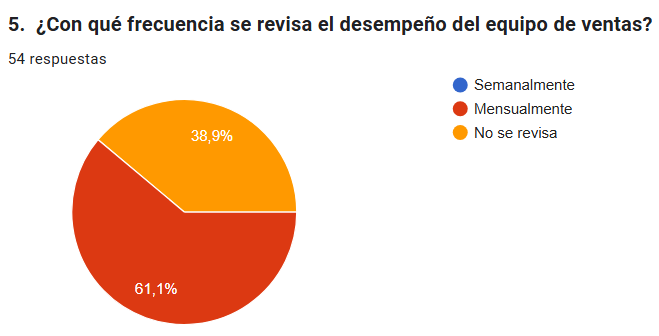 5. ¿Con qué frecuencia se revisa el desempeño del equipo de ventas?
54 respuestas
Semanalmente
Mensualmente
No se revisa
38,9%
61,1%